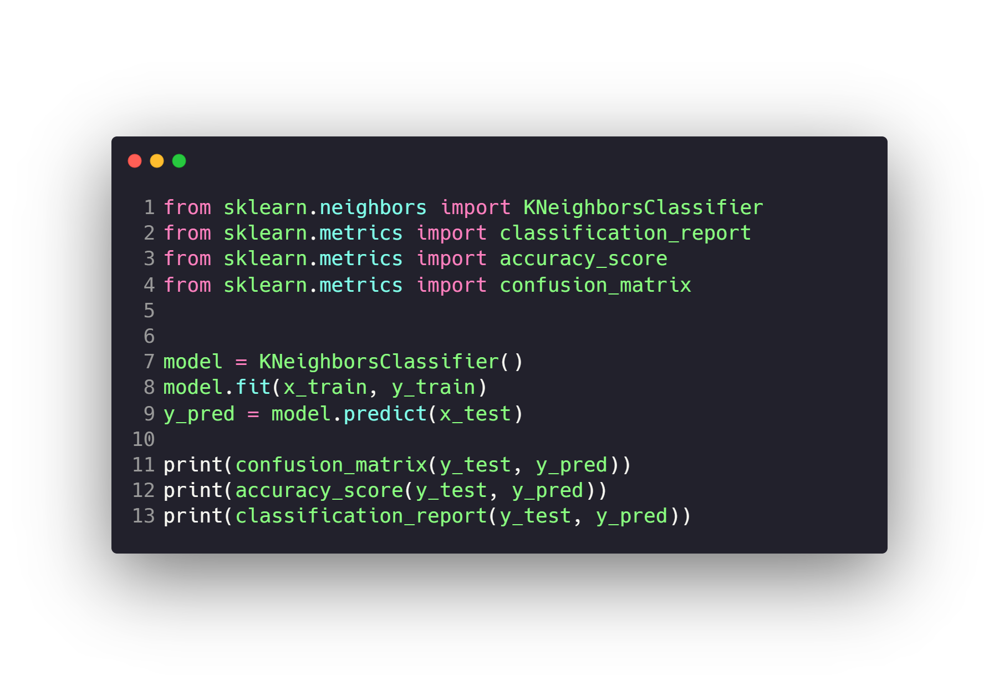 1 from sklearn.neighbors import KNeighborsClassifier
2 from sklearn.metrics import classification_report
3 from sklearn.metrics import accuracy_score
4 from sklearn.metrics import confusion_matrix
5
6
7 model = KNeighborsClassifier()
8 model.fit(x_train, y_train)
9 y_pred = model.predict(x_test)
10
11 print(confusion_matrix(y_test, y_pred))
12 print(accuracy_score(y_test, y_pred))
13 print(classification_report(y_test, y_pred))